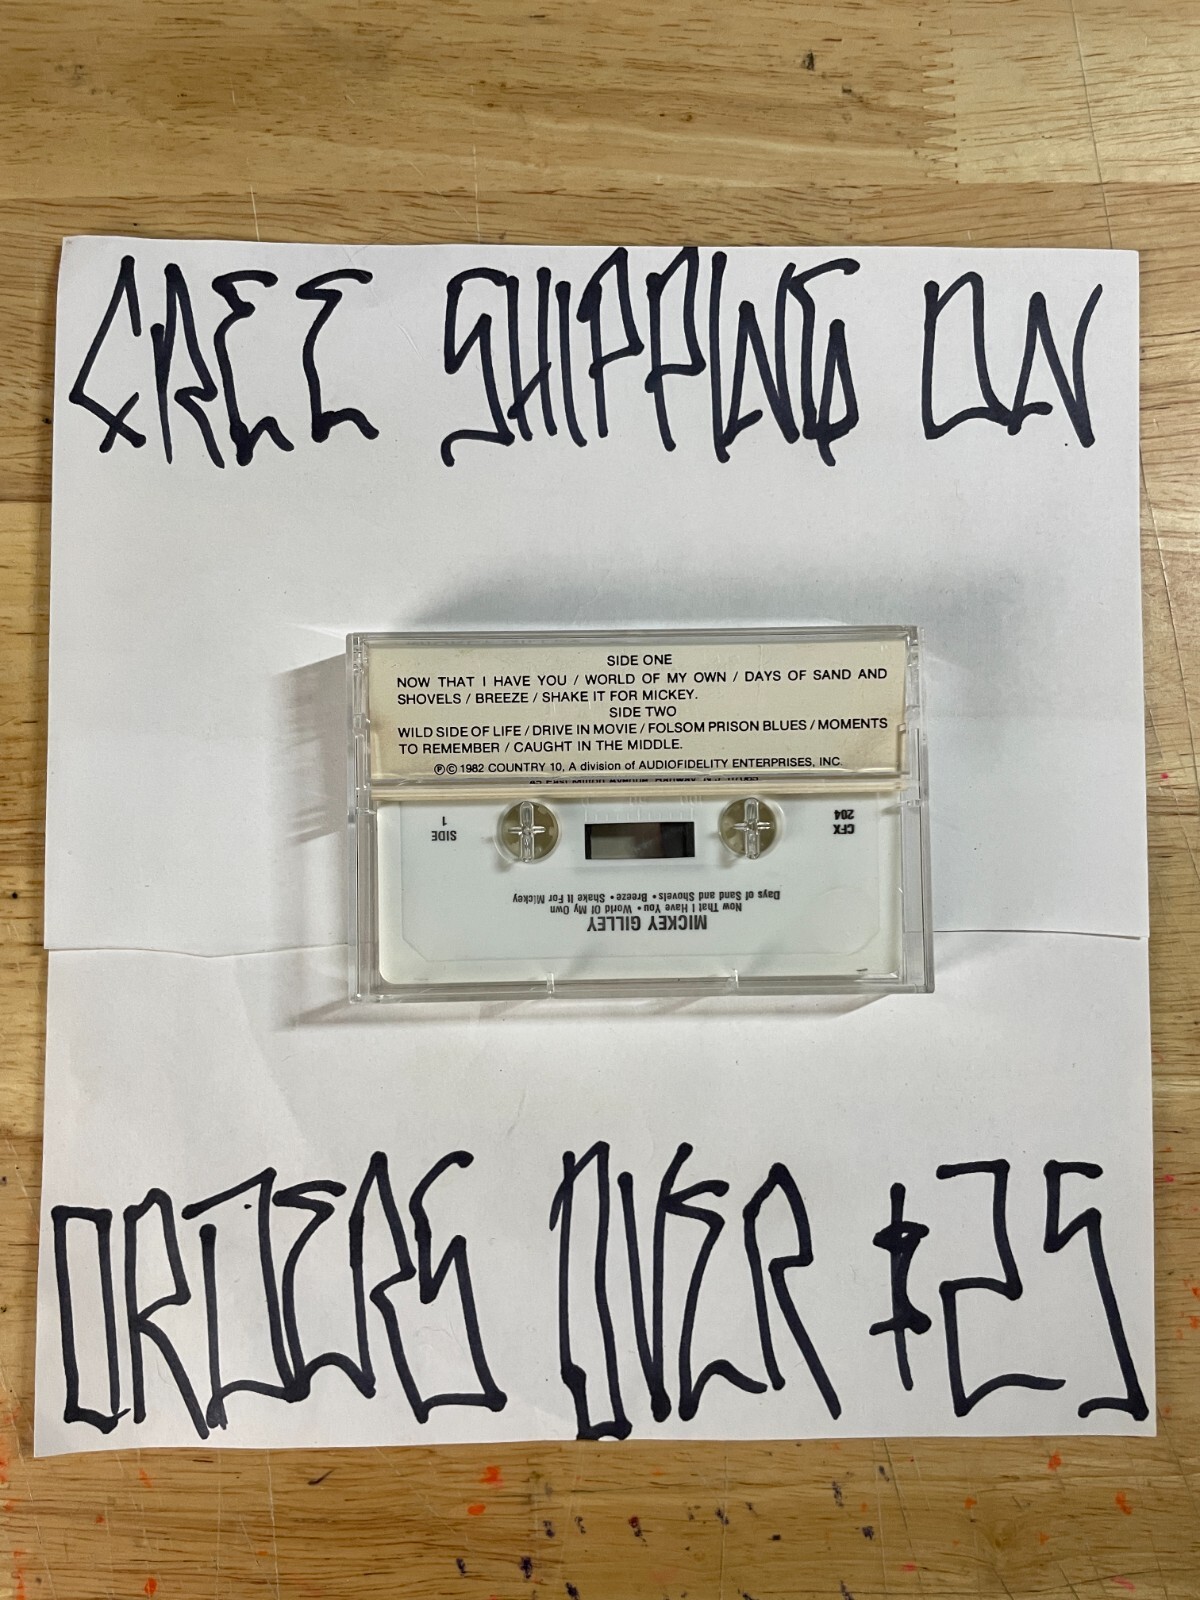 FREE SHIPPING ON
SIDE ONE
NOW THAT I HAVE YOU / WORLD OF MY OWN / DAYS OF SAND AND
SHOVELS / BREEZE / SHAKE IT FOR MICKEY.
SIDE TWO
WILD SIDE OF LIFE / DRIVE IN MOVIE / FOLSOM PRISON BLUES / MOMENTS
TO REMEMBER / CAUGHT IN THE MIDDLE.
Ⓟ© 1982 COUNTRY 10, A division of AUDIOFIDELITY ENTERPRISES, INC.
MICKEY GILLEY
Now That I Have You • World Of My Own
Days of Sand and Shovels • Breeze • Shake It For Mickey
CFX
204
SIDE
1
ORDERS OVER $25